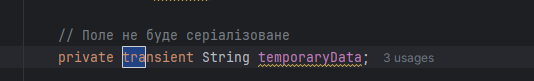 // Поле не буде серіалізоване
private transient String temporaryData; 3 usages